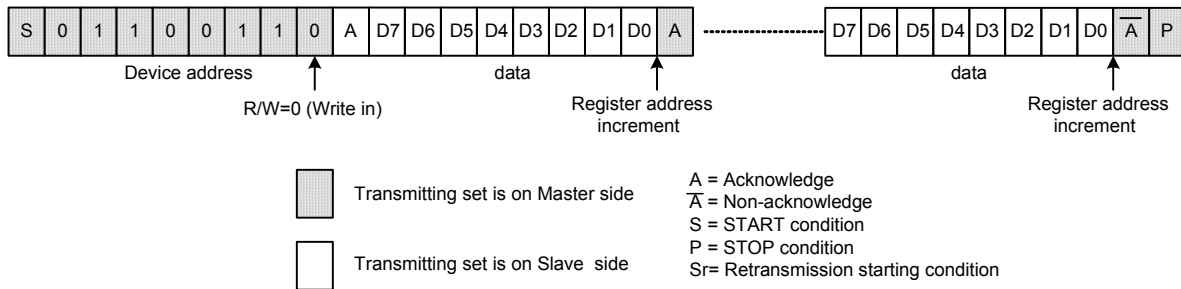 S 0 1 1 0 0 1 1 0 A D7 D6 D5 D4 D3 D2 D1 D0 A D7 D6 D5 D4 D3 D2 D1 D0 A̅ P
Device address data data
R/W=0 (Write in)
Register address
increment
Register address
increment
Transmitting set is on Master side
Transmitting set is on Slave side
A = Acknowledge
A̅ = Non-acknowledge
S = START condition
P = STOP condition
Sr= Retransmission starting condition